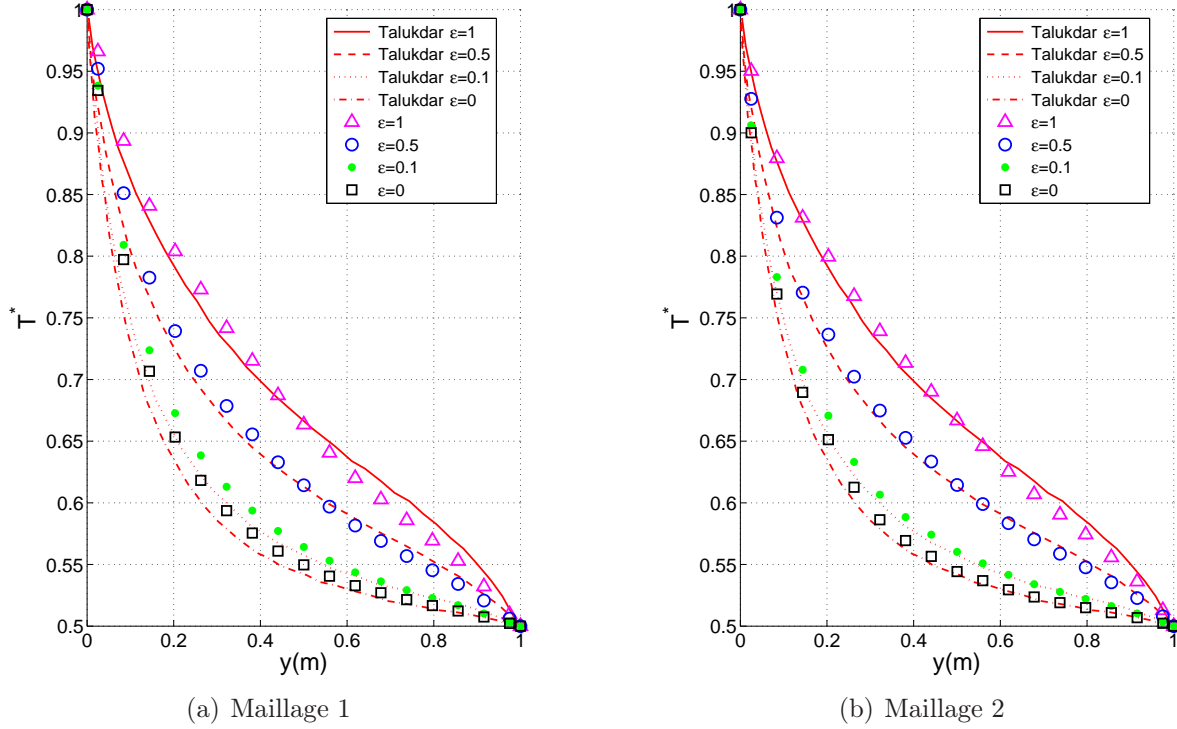 1
0.95
0.9
0.85
0.8
0.75
0.7
0.65
0.6
0.55
0.5
0 0.2 0.4 0.6 0.8 1
T*
y(m)
Talukdar ε=1
Talukdar ε=0.5
Talukdar ε=0.1
Talukdar ε=0
ε=1
ε=0.5
ε=0.1
ε=0
(a) Maillage 1
1
0.95
0.9
0.85
0.8
0.75
0.7
0.65
0.6
0.55
0.5
0 0.2 0.4 0.6 0.8 1
T*
y(m)
Talukdar ε=1
Talukdar ε=0.5
Talukdar ε=0.1
Talukdar ε=0
ε=1
ε=0.5
ε=0.1
ε=0
(b) Maillage 2